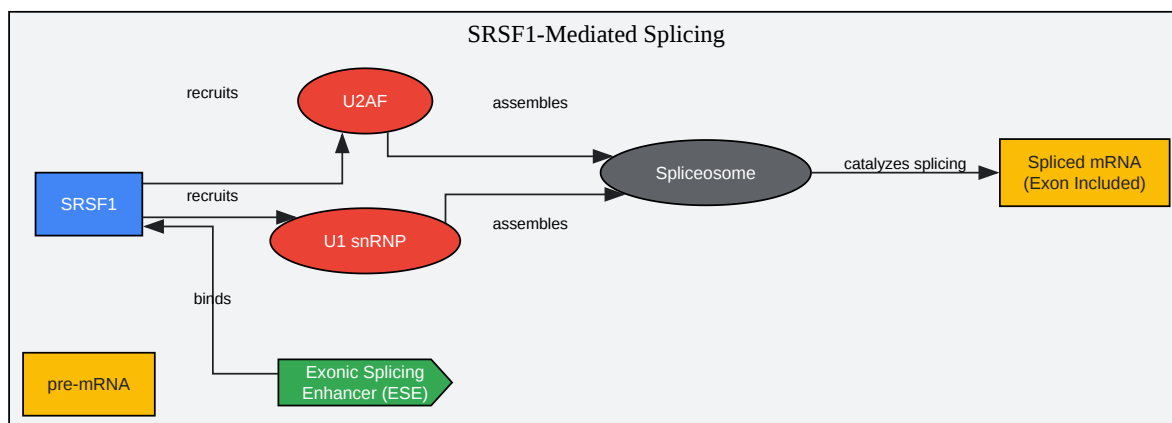 SRSF1-Mediated Splicing
recruits
U2AF
assembles
Spliceosome
catalyzes splicing
Spliced mRNA
(Exon Included)
SRSF1
recruits
U1 snRNP
assembles
binds
pre-mRNA
Exonic Splicing
Enhancer (ESE)